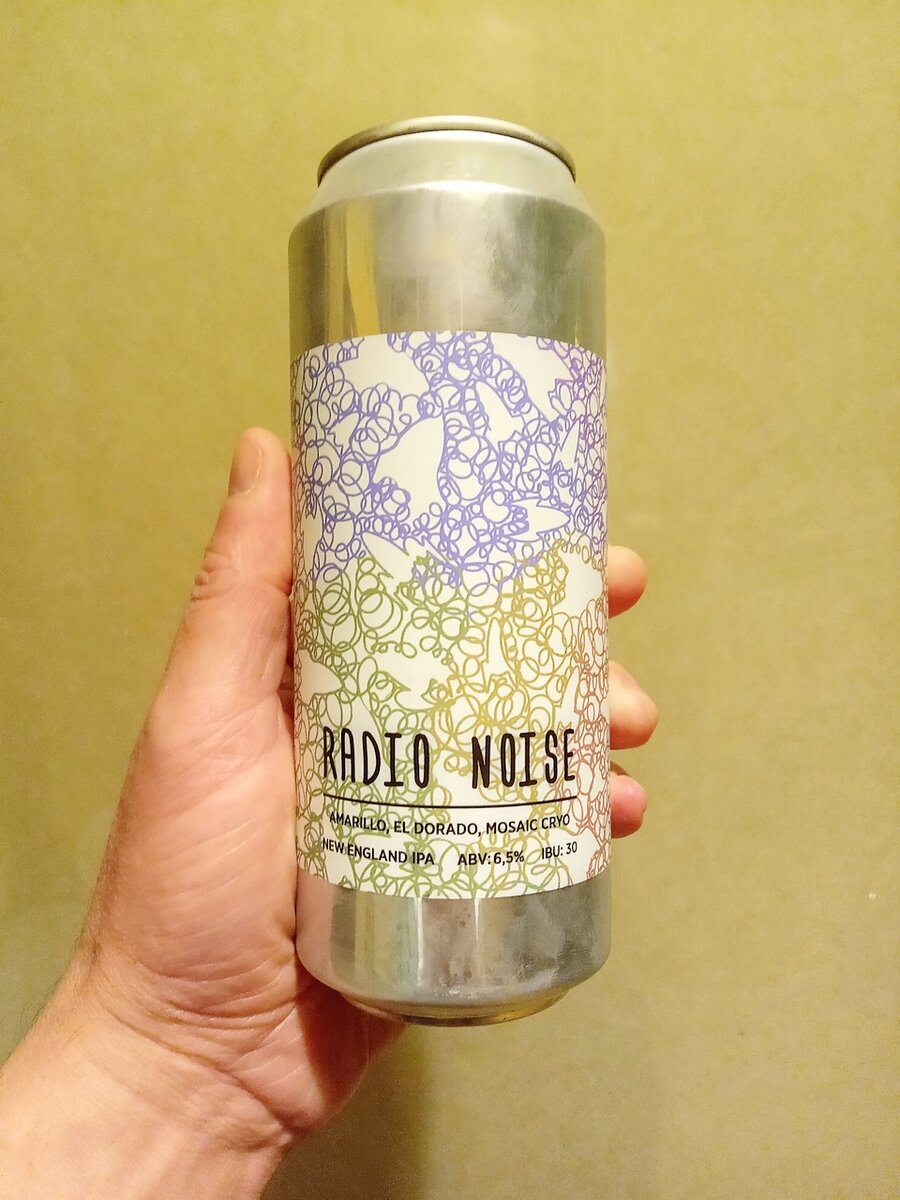 RADIO NOISE
AMARILLO, EL DORADO, MOSAIC CRYO
NEW ENGLAND IPA ABV: 6,5% IBU: 30